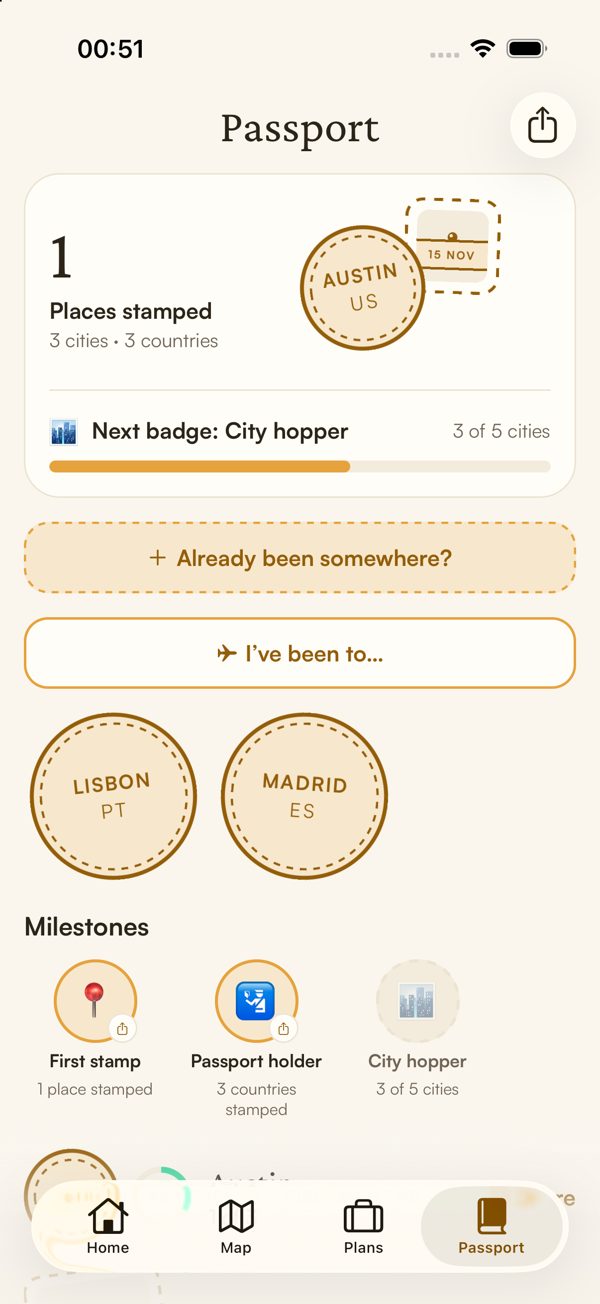 00:51
Passport
1
Places stamped
3 cities · 3 countries
AUSTIN
US
15 NOV
Next badge: City hopper
3 of 5 cities
+ Already been somewhere?
✈ I’ve been to...
LISBON
PT
MADRID
ES
Milestones
First stamp
1 place stamped
Passport holder
3 countries
stamped
City hopper
3 of 5 cities
Austin
Home
Map
Plans
Passport